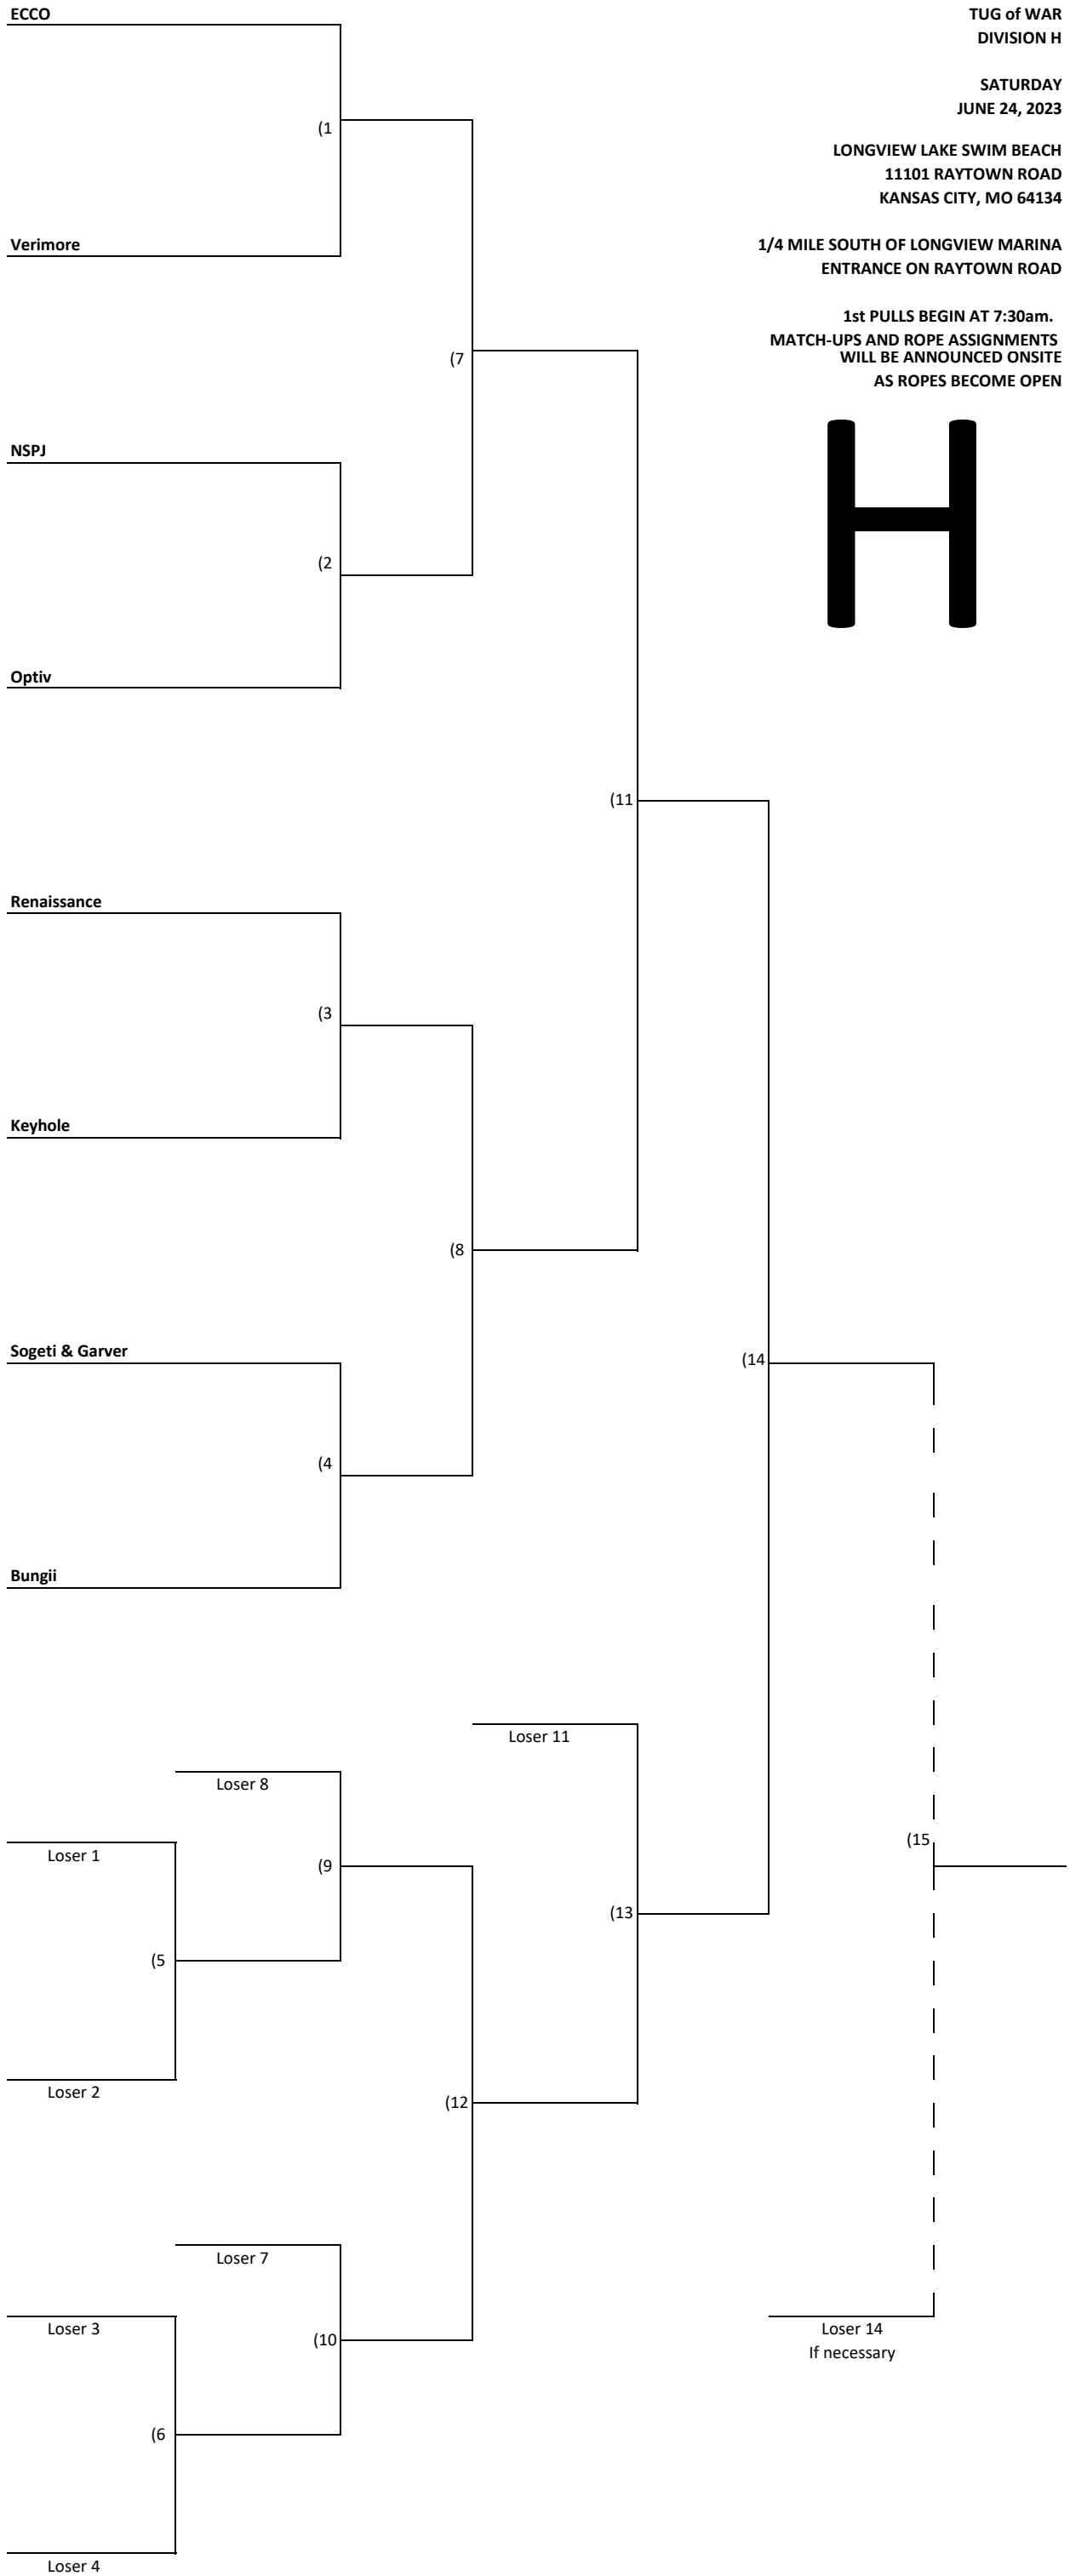 ECCO
TUG of WAR
DIVISION H
SATURDAY
JUNE 24, 2023
(1
LONGVIEW LAKE SWIM BEACH
11101 RAYTOWN ROAD
KANSAS CITY, MO 64134
Verimore
1/4 MILE SOUTH OF LONGVIEW MARINA
ENTRANCE ON RAYTOWN ROAD
1st PULLS BEGIN AT 7:30am.
MATCH-UPS AND ROPE ASSIGNMENTS
WILL BE ANNOUNCED ONSITE
AS ROPES BECOME OPEN
(7
NSPJ
H
(2
Optiv
(11
Renaissance
(3
Keyhole
(8
Sogeti & Garver
(14
(4
Bungii
Loser 11
Loser 8
(15
Loser 1
(9
(13
(5
Loser 2
(12
Loser 7
Loser 3
(10
Loser 14
If necessary
(6
Loser 4